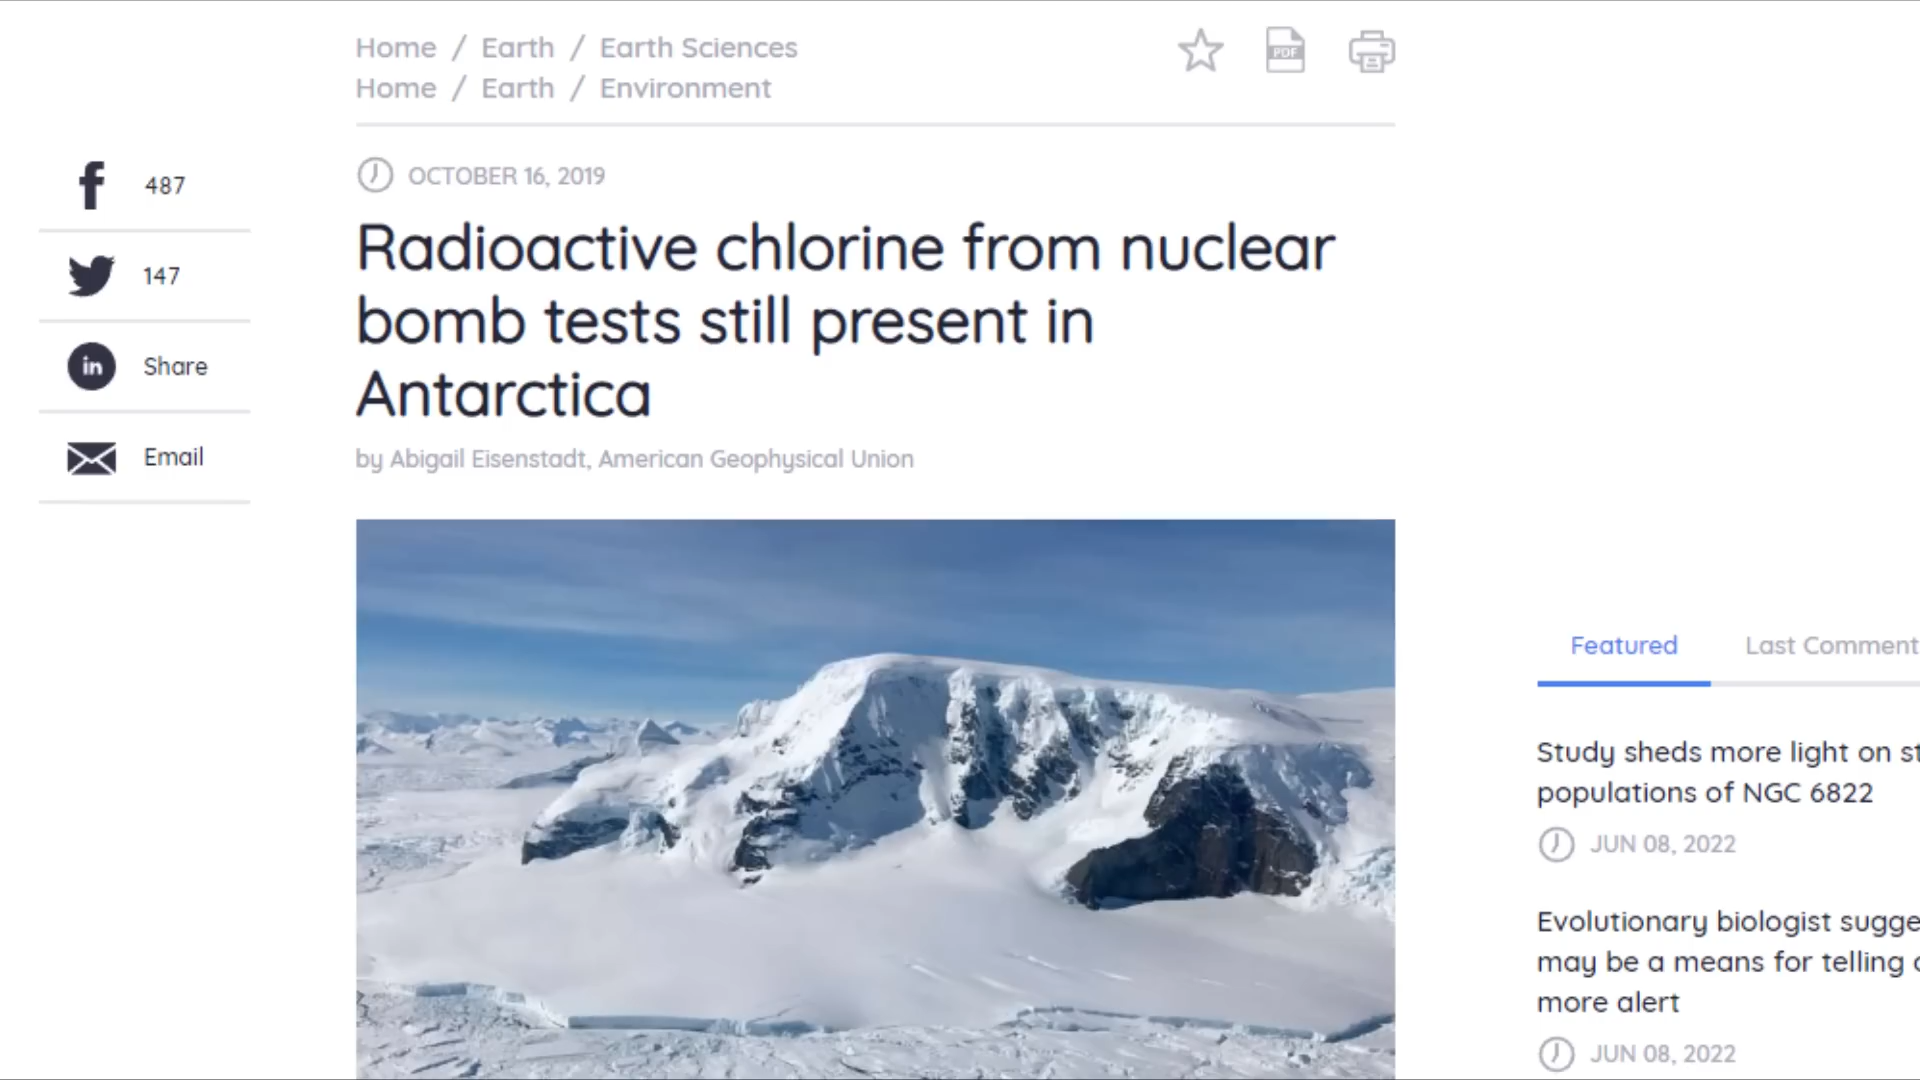 Home / Earth / Earth Sciences
Home / Earth / Environment
PDF
487
147
in Share
Email
OCTOBER 16, 2019
Radioactive chlorine from nuclear
bomb tests still present in
Antarctica
by Abigail Eisenstadt, American Geophysical Union
Featured Last Comment
Study sheds more light on
populations of NGC 6822
JUN 08, 2022
Evolutionary biologist
may be a means for telling
more alert
JUN 08, 2022